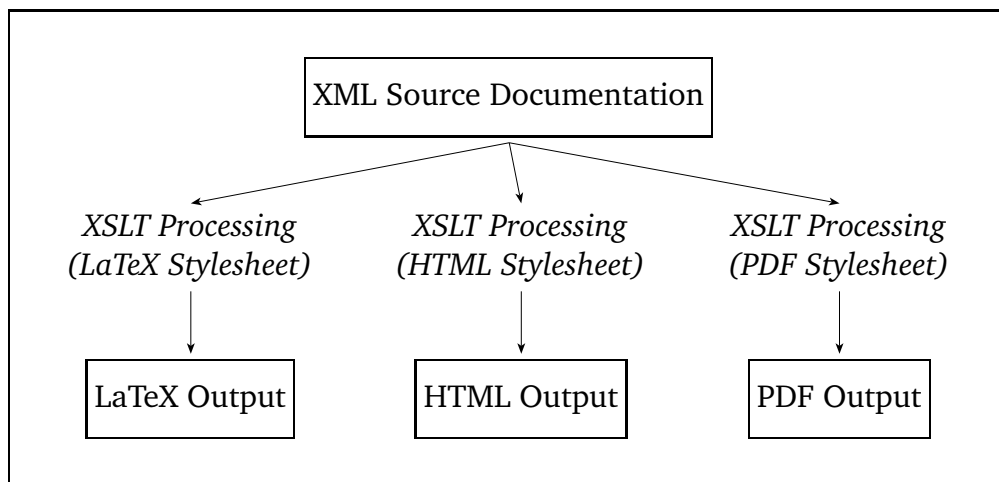 XML Source Documentation
XSLT Processing
(LaTeX Stylesheet)
XSLT Processing
(HTML Stylesheet)
XSLT Processing
(PDF Stylesheet)
LaTeX Output
HTML Output
PDF Output